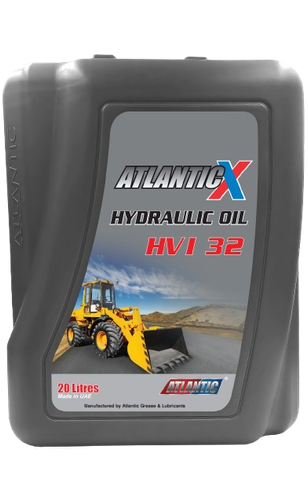 ATLANTIC
ATLANTIC X
HYDRAULIC OIL
HVI 32
20 Litres
Made in UAE
ATLANTIC
Manufactured by Atlantic Grease & Lubricants